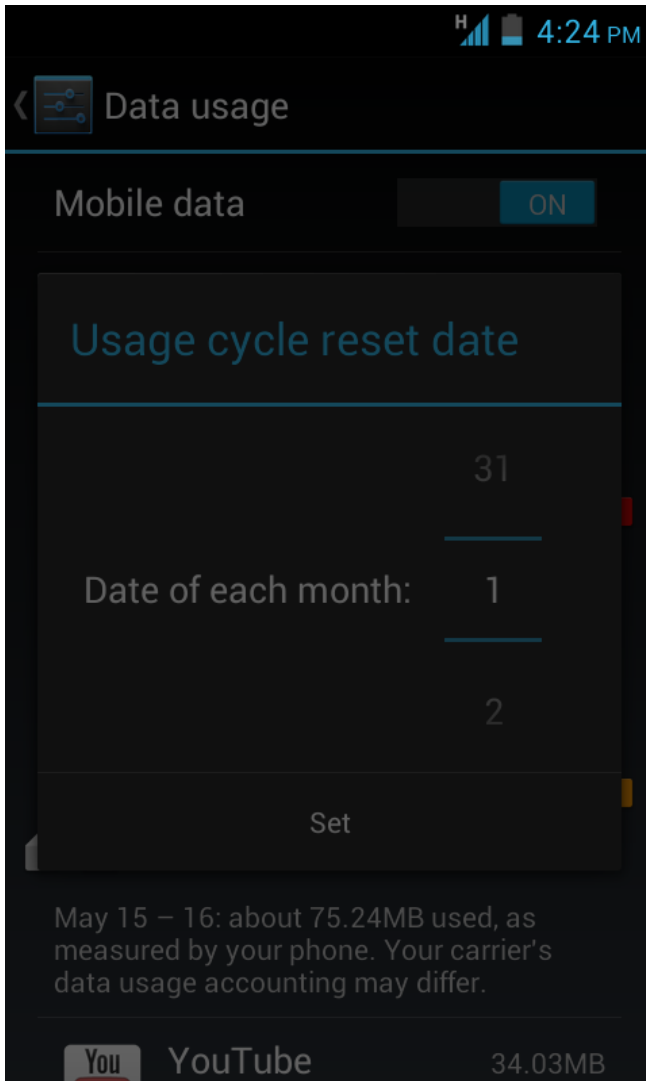 H 4:24 PM
Data usage
Mobile data ON
Usage cycle reset date
31
Date of each month: 1
2
Set
May 15 – 16: about 75.24MB used, as
measured by your phone. Your carrier's
data usage accounting may differ.
You YouTube 34.03MB